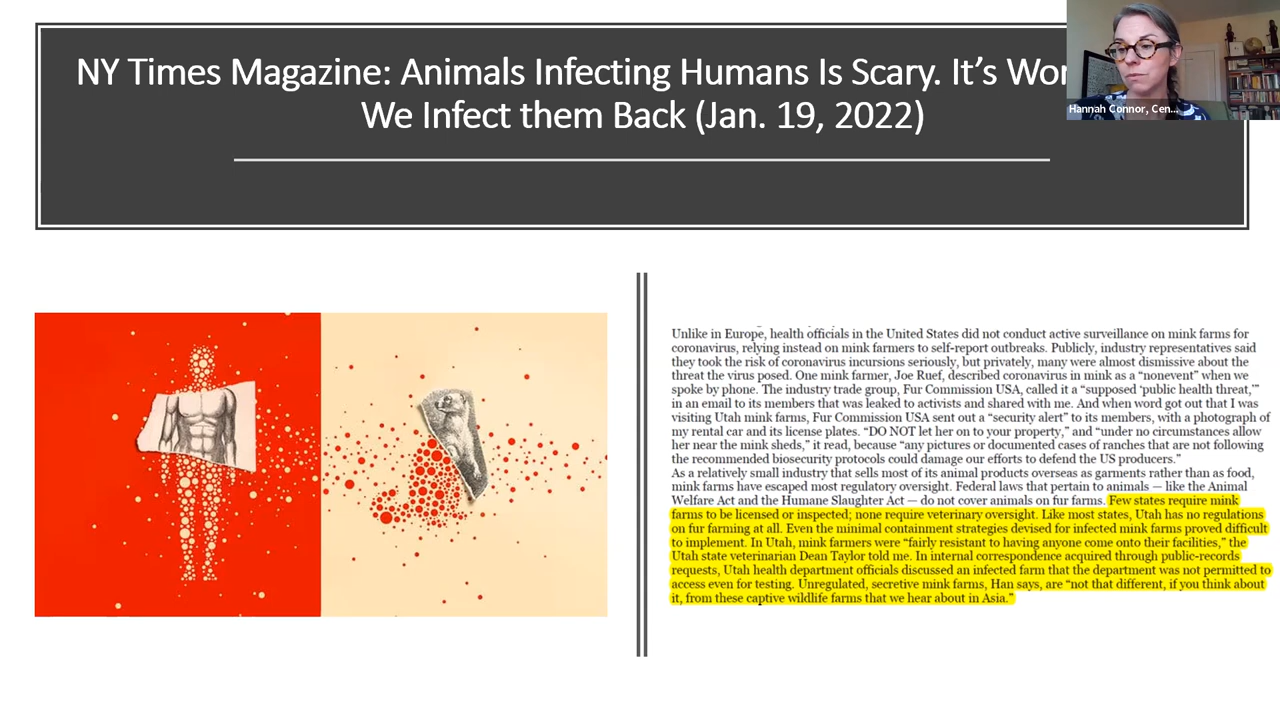 NY Times Magazine: Animals Infecting Humans Is Scary. It’s Wor
We Infect them Back (Jan. 19, 2022)
Hannah Connor, Cen...
Unlike in Europe, health officials in the United States did not conduct active surveillance on mink farms for
coronavirus, relying instead on mink farmers to self-report outbreaks. Publicly, industry representatives said
they took the risk of coronavirus incursions seriously, but privately, many were almost dismissive about the
threat the virus posed. One mink farmer, Joe Ruef, described coronavirus in mink as a “nonevent” when we
spoke by phone. The industry trade group, Fur Commission USA, called it a “supposed ‘public health threat,’”
in an email to its members that was leaked to activists and shared with me. And when word got out that I was
visiting Utah mink farms, Fur Commission USA sent out a “security alert” to its members, with a photograph of
my rental car and its license plates. “DO NOT let her on to your property,” and “under no circumstances allow
her near the mink sheds,” it read, because “any pictures or documented cases of ranches that are not following
the recommended biosecurity protocols could damage our efforts to defend the US producers.”
As a relatively small industry that sells most of its animal products overseas as garments rather than as food,
mink farms have escaped most regulatory oversight. Federal laws that pertain to animals — like the Animal
Welfare Act and the Humane Slaughter Act — do not cover animals on fur farms. Few states require mink
farms to be licensed or inspected; none require veterinary oversight. Like most states, Utah has no regulations
on fur farming at all. Even the minimal containment strategies devised for infected mink farms proved difficult
to implement. In Utah, mink farmers were “fairly resistant to having anyone come onto their facilities,” the
Utah state veterinarian Dean Taylor told me. In internal correspondence acquired through public-records
requests, Utah health department officials discussed an infected farm that the department was not permitted to
access even for testing. Unregulated, secretive mink farms, Han says, are “not that different, if you think about
it, from these captive wildlife farms that we hear about in Asia.”